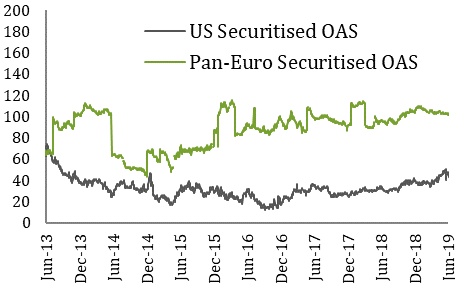 200
180
160
140
120
100
80
60
40
20
0
US Securitised OAS
Pan-Euro Securitised OAS
Jun-13
Dec-13
Jun-14
Dec-14
Jun-15
Dec-15
Jun-16
Dec-16
Jun-17
Dec-17
Jun-18
Dec-18
Jun-19